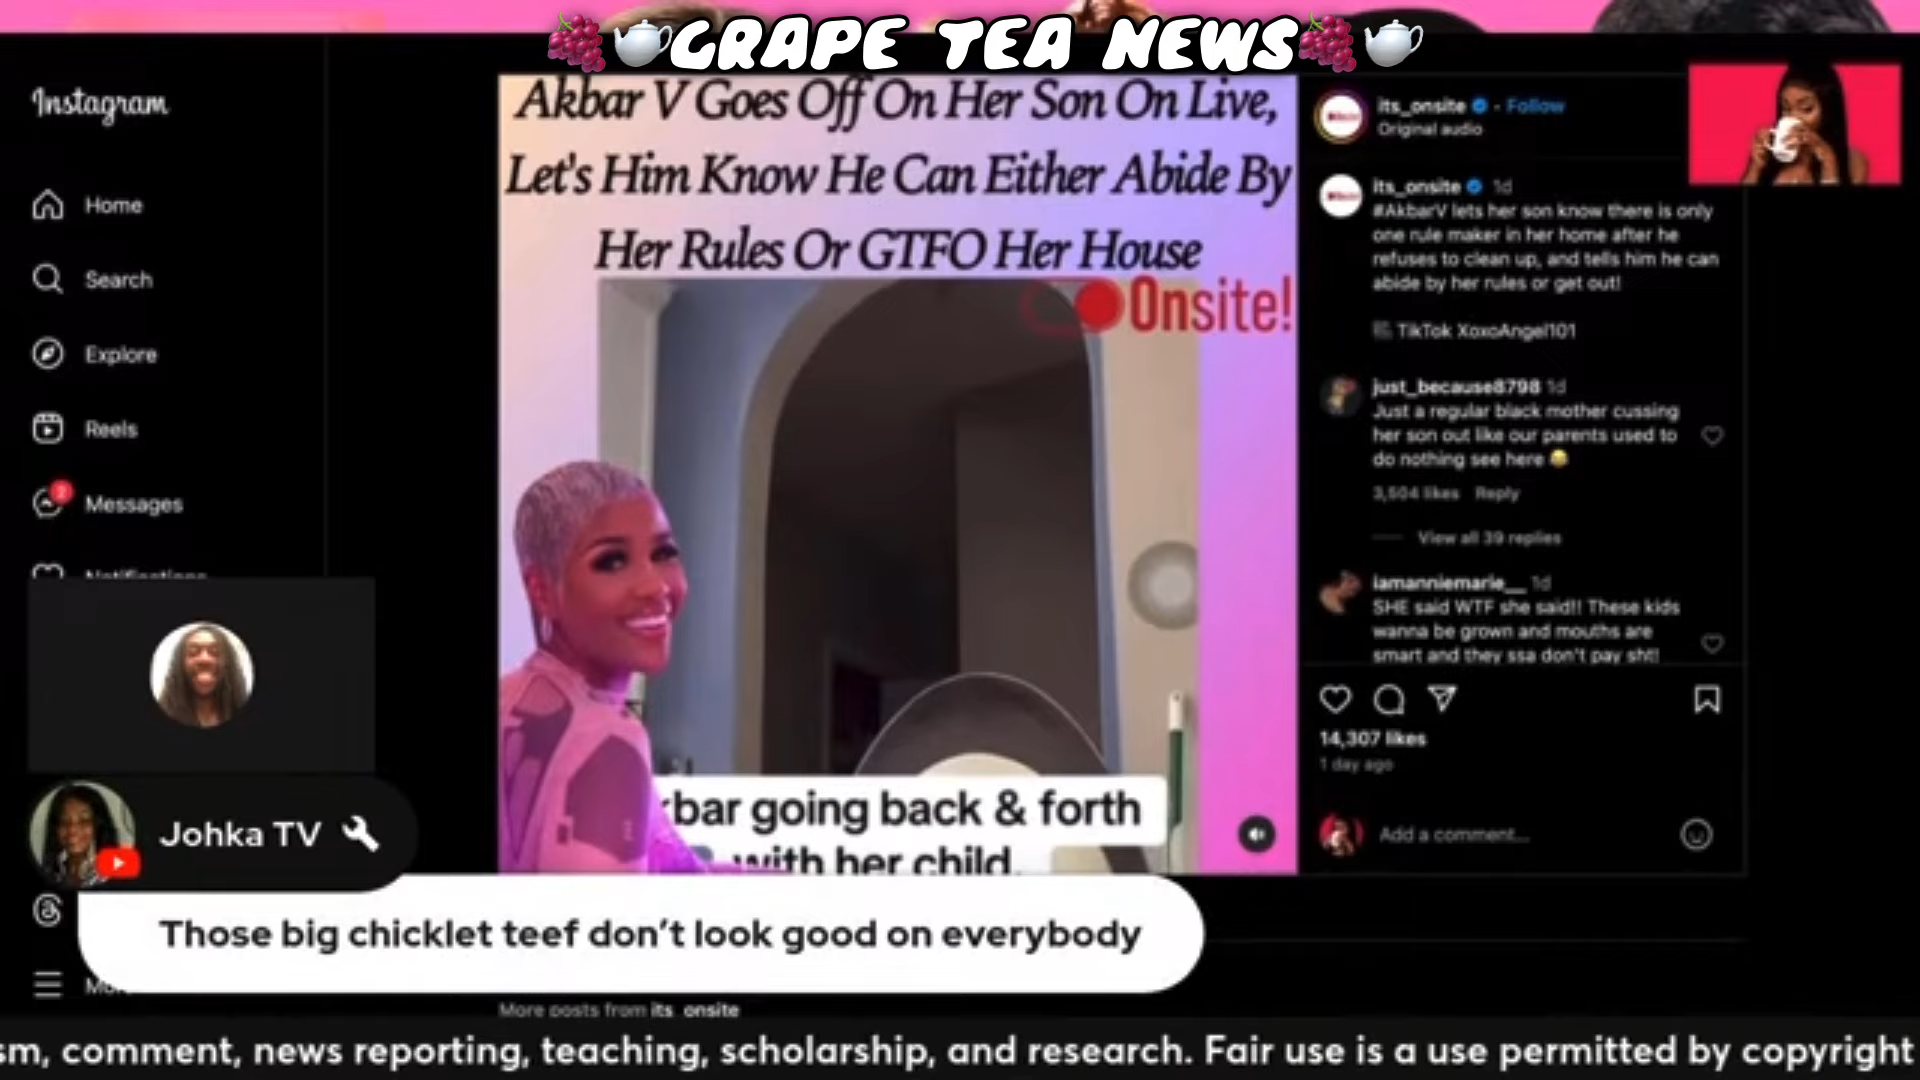 GRAPE TEA NEWS
Instagram
Home
Search
Explore
Reels
2
Messages
Notifications
Akbar V Goes Off On Her Son On Live,
Let's Him Know He Can Either Abide By
Her Rules Or GTFO Her House
Onsite!
bar going back & forth
with her child.
its_onsite • Follow
Original audio
its_onsite 1d
#AkbarV lets her son know there is only
one rule maker in her home after he
refuses to clean up, and tells him he can
abide by her rules or get out!
TikTok XoxoAngel101
just_because8798 1d
Just a regular black mother cussing
her son out like our parents used to
do nothing see here 😂
3,504 likes Reply
View all 39 replies
iamanniemarie__ 1d
SHE said WTF she said!! These kids
wanna be grown and mouths are
smart and they ssa don't pay sht!
14,307 likes
1 day ago
Add a comment...
Johka TV
Those big chicklet teef don't look good on everybody
More posts from its_onsite
sm, comment, news reporting, teaching, scholarship, and research. Fair use is a use permitted by copyright